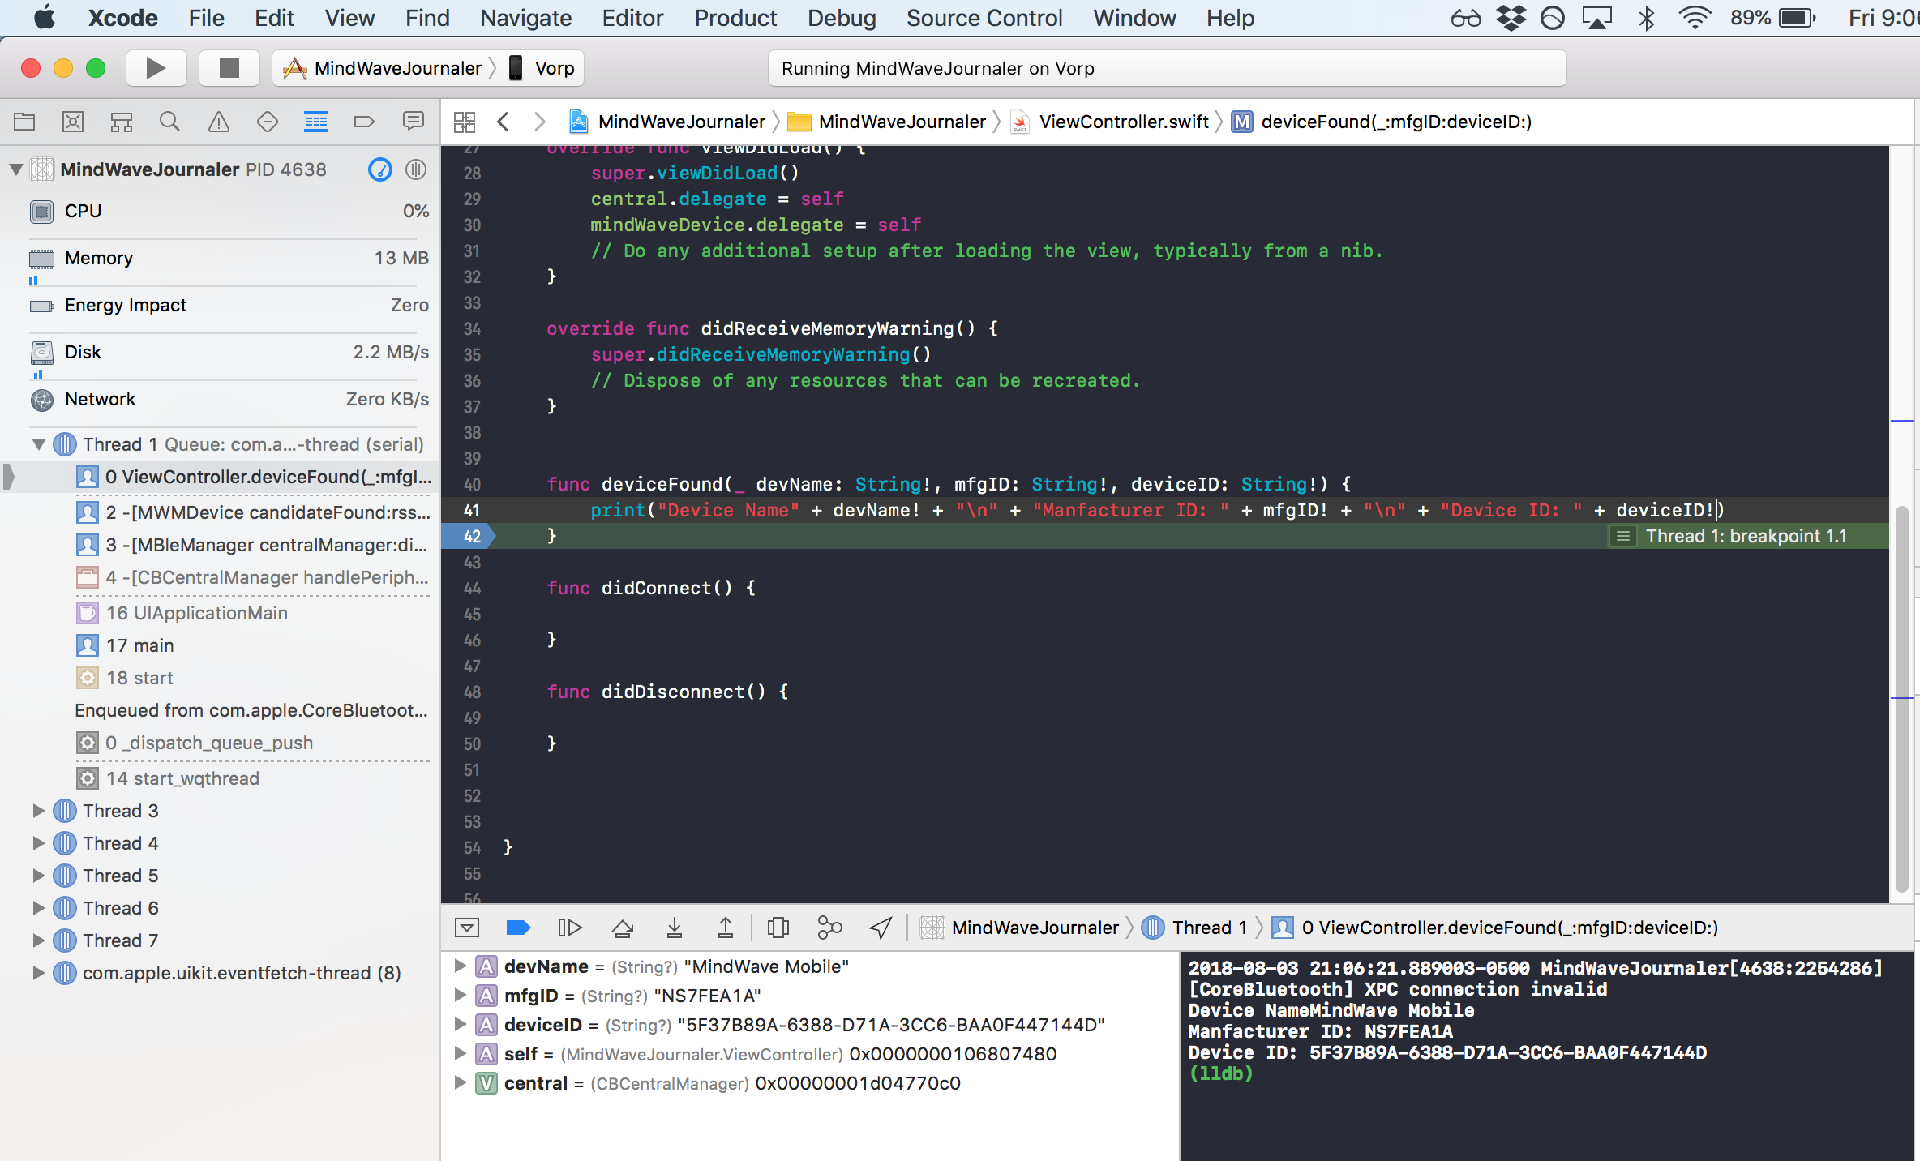 Xcode File Edit View Find Navigate Editor Product Debug Source Control Window Help 89% Fri 9:0
MindWaveJournaler Vorp Running MindWaveJournaler on Vorp
MindWaveJournaler MindWaveJournaler ViewController.swift M deviceFound(_:mfgID:deviceID:)
MindWaveJournaler PID 4638
CPU 0%
Memory 13 MB
Energy Impact Zero
Disk 2.2 MB/s
Network Zero KB/s
Thread 1 Queue: com.a...-thread (serial)
0 ViewController.deviceFound(_:mfgI...
2 -[MWMDevice candidateFound:rss...
3 -[MBleManager centralManager:di...
4 -[CBCentralManager handlePeriph...
16 UIApplicationMain
17 main
18 start
Enqueued from com.apple.CoreBluetoot...
0 _dispatch_queue_push
14 start_wqthread
Thread 3
Thread 4
Thread 5
Thread 6
Thread 7
com.apple.uikit.eventfetch-thread (8)
27 override func viewDidLoad() {
28 super.viewDidLoad()
29 central.delegate = self
30 mindWaveDevice.delegate = self
31 // Do any additional setup after loading the view, typically from a nib.
32 }
33
34 override func didReceiveMemoryWarning() {
35 super.didReceiveMemoryWarning()
36 // Dispose of any resources that can be recreated.
37 }
38
39
40 func deviceFound(_ devName: String!, mfgID: String!, deviceID: String!) {
41 print("Device Name" + devName! + "\n" + "Manfacturer ID: " + mfgID! + "\n" + "Device ID: " + deviceID!)
42 } Thread 1: breakpoint 1.1
43
44 func didConnect() {
45
46 }
47
48 func didDisconnect() {
49
50 }
51
52
53
54 }
55
56
MindWaveJournaler Thread 1 0 ViewController.deviceFound(_:mfgID:deviceID:)
A devName = (String?) "MindWave Mobile"
A mfgID = (String?) "NS7FEA1A"
A deviceID = (String?) "5F37B89A-6388-D71A-3CC6-BAA0F447144D"
A self = (MindWaveJournaler.ViewController) 0x0000000106807480
V central = (CBCentralManager) 0x00000001d04770c0
2018-08-03 21:06:21.889003-0500 MindWaveJournaler[4638:2254286]
[CoreBluetooth] XPC connection invalid
Device NameMindWave Mobile
Manfacturer ID: NS7FEA1A
Device ID: 5F37B89A-6388-D71A-3CC6-BAA0F447144D
(lldb)